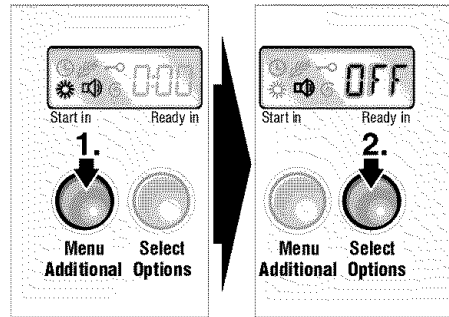 0:00
Start in Ready in
1.
Menu Select
Additional Options
OFF
Start in Ready in
2.
Menu Select
Additional Options